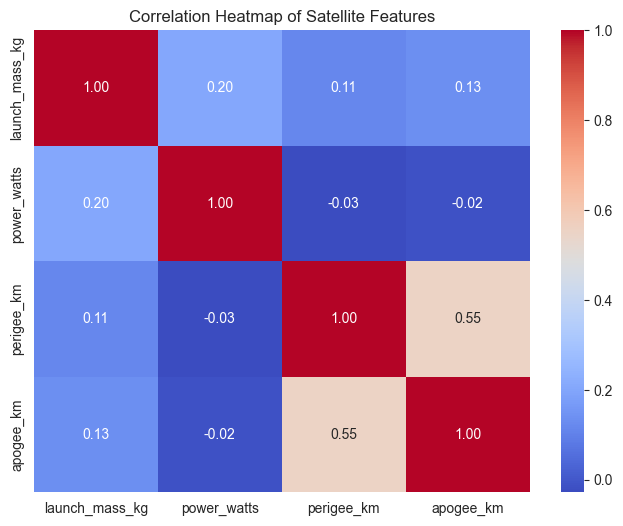 Correlation Heatmap of Satellite Features
launch_mass_kg
1.00
0.20
0.11
0.13
power_watts
0.20
1.00
-0.03
-0.02
perigee_km
0.11
-0.03
1.00
0.55
apogee_km
0.13
-0.02
0.55
1.00
launch_mass_kg
power_watts
perigee_km
apogee_km
1.0
0.8
0.6
0.4
0.2
0.0